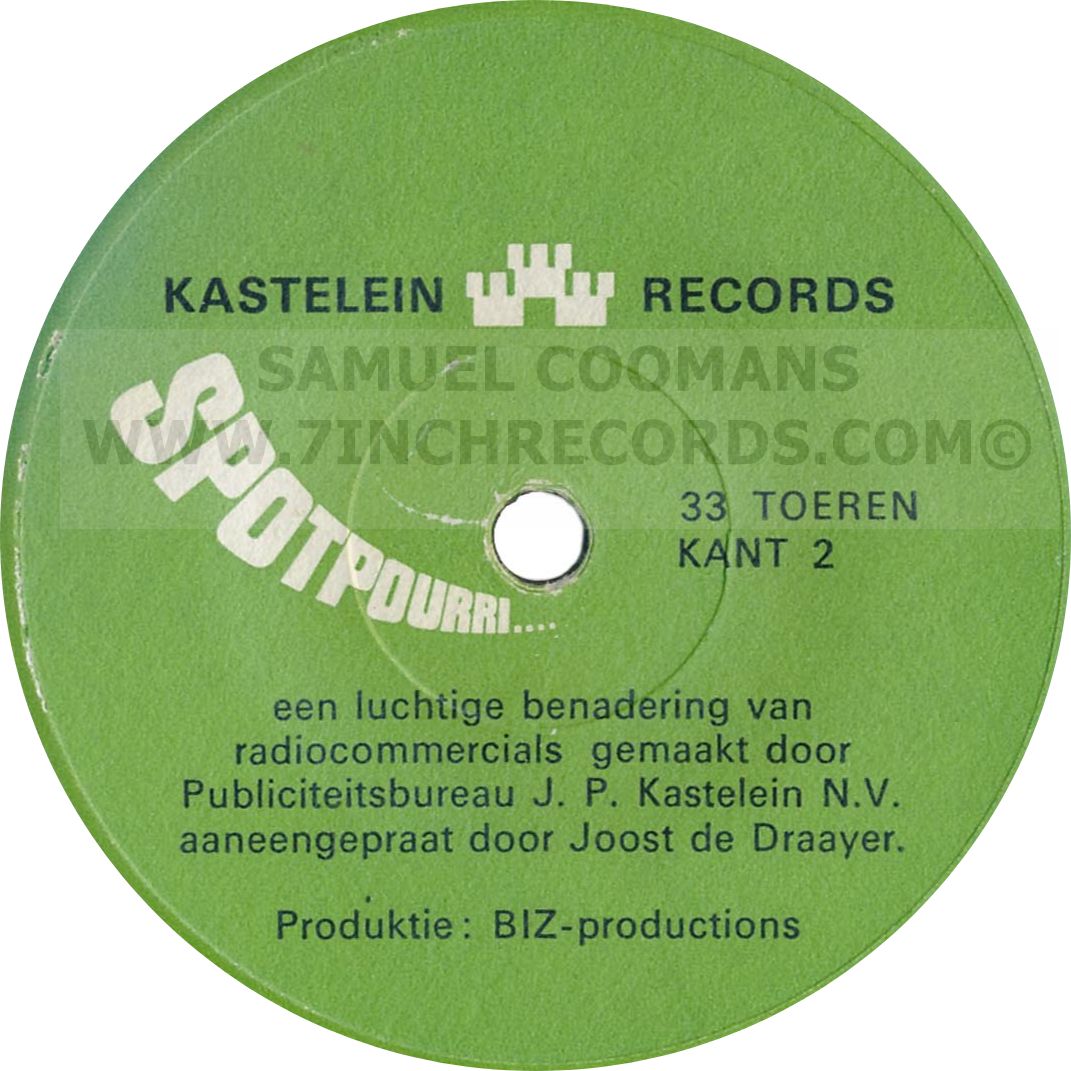 KASTELEIN RECORDS
SAMUEL COOMANS
WWW.7INCHRECORDS.COM©
SPOTPOURRI....
33 TOEREN
KANT 2
een luchtige benadering van
radiocommercials gemaakt door
Publiciteitsbureau J. P. Kastelein N.V.
aaneengepraat door Joost de Draayer.
Produktie: BIZ-productions